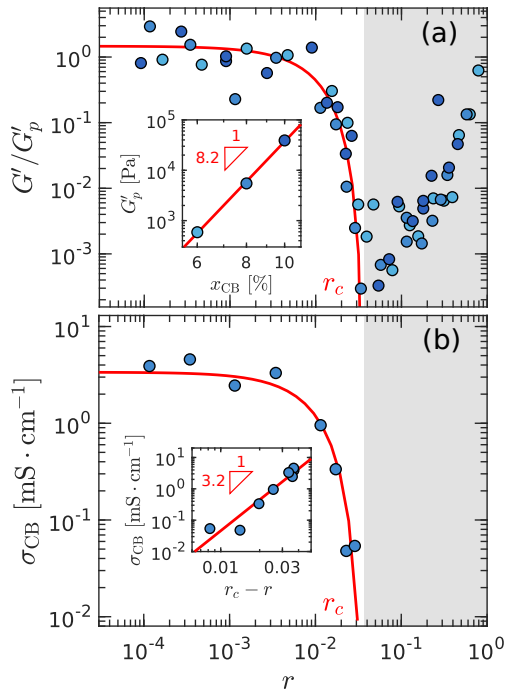 (a)
G′/G′p
10^0
10^-1
10^-2
10^-3
G′p [Pa]
10^5
10^4
10^3
1
8.2
6 8 10
xCB [%]
rc
(b)
σCB [mS · cm−1]
10^1
10^0
10^-1
10^-2
σCB [mS · cm−1]
10^1
10^0
10^-1
10^-2
1
3.2
0.01 0.03
rc − r
rc
10^-4 10^-3 10^-2 10^-1 10^0
r